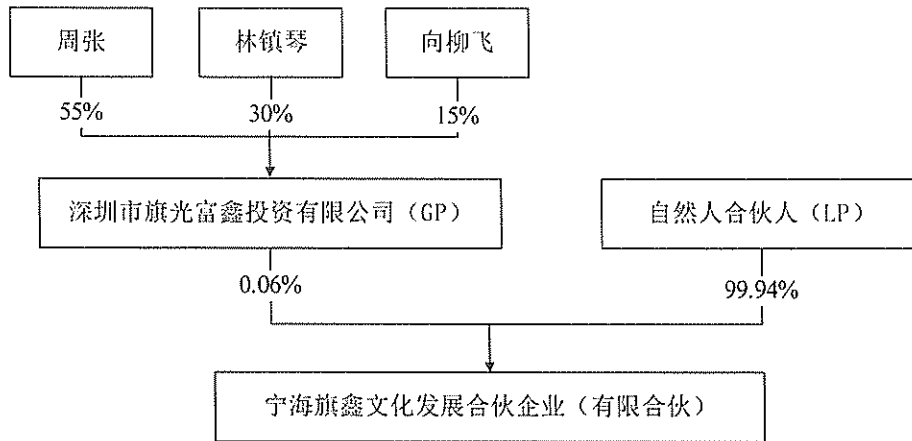 周张
林镇琴
向柳飞
55%
30%
15%
深圳市旗光富鑫投资有限公司（GP）
自然人合伙人（LP）
0.06%
99.94%
宁海旗鑫文化发展合伙企业（有限合伙）